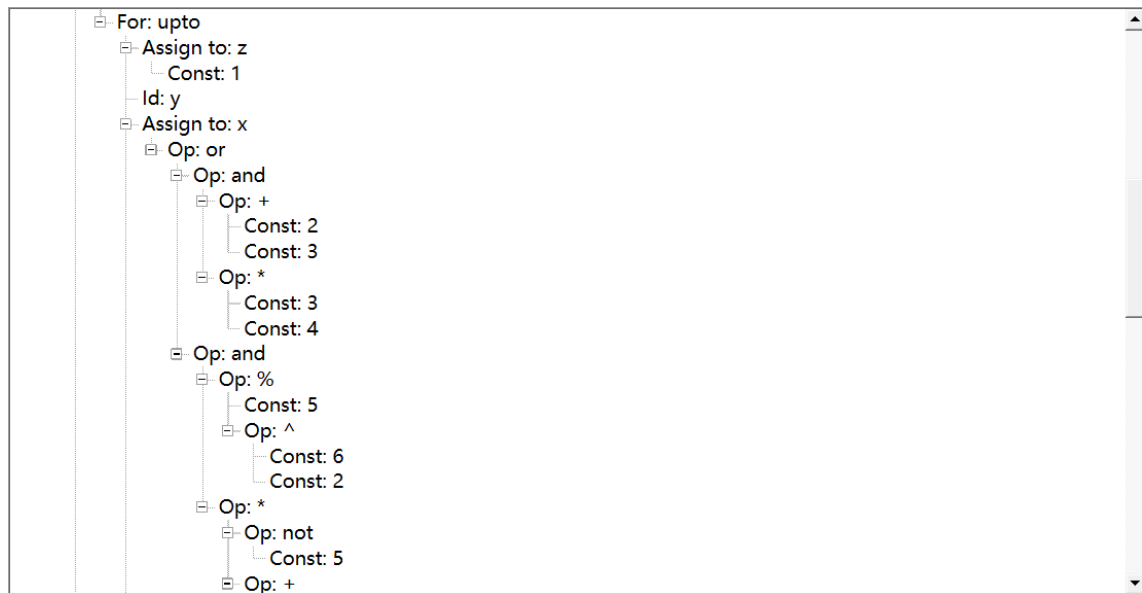 For: upto
Assign to: z
Const: 1
Id: y
Assign to: x
Op: or
Op: and
Op: +
Const: 2
Const: 3
Op: *
Const: 3
Const: 4
Op: and
Op: %
Const: 5
Op: ^
Const: 6
Const: 2
Op: *
Op: not
Const: 5
Op: +